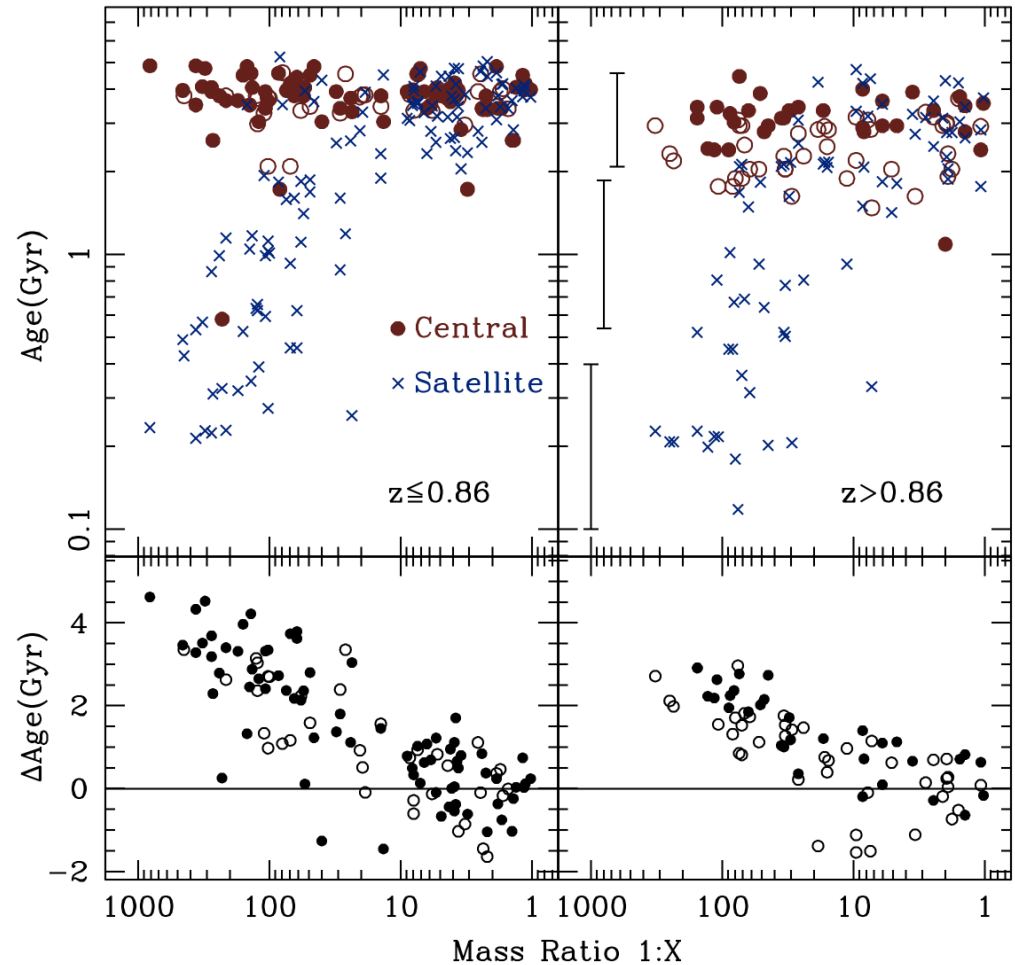 Age(Gyr)
1
0.1
Central
Satellite
z≦0.86
z>0.86
ΔAge(Gyr)
4
2
0
−2
1000 100 10 1 1000 100 10 1
Mass Ratio 1:X